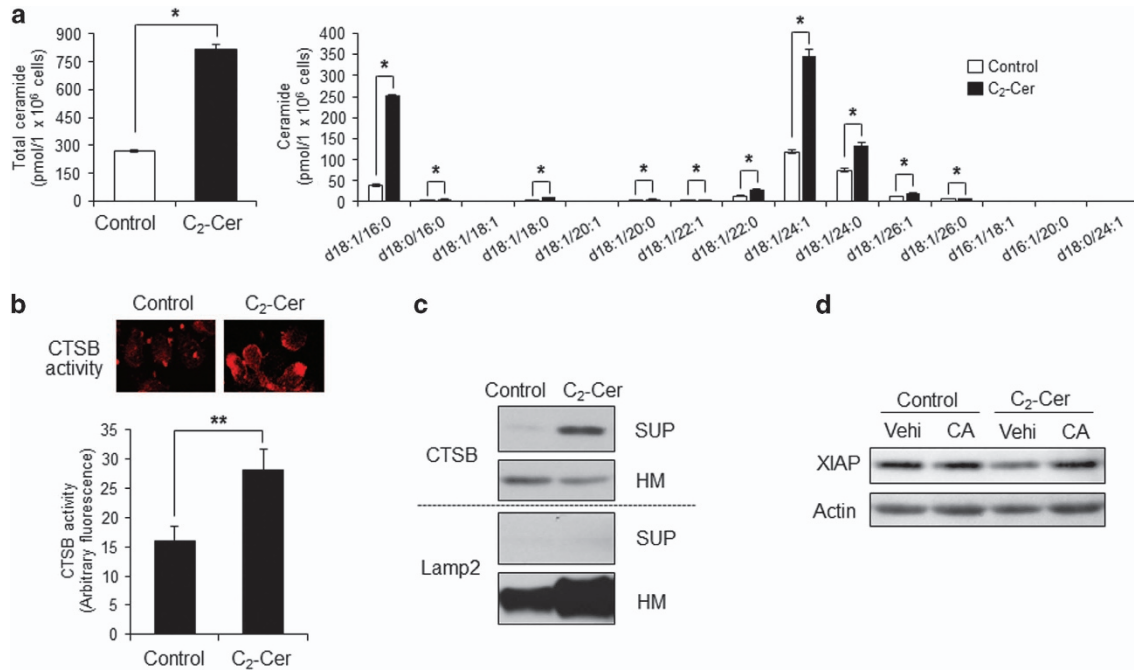 a
*
900
750
600
450
300
150
0
Total ceramide
(pmol/1 x 10⁶ cells)
Control
C₂-Cer
400
350
300
250
200
150
100
50
0
Ceramide
(pmol/1 x 10⁶ cells)
* * * * * * * * * *
Control
C₂-Cer
d18:1/16:0
d18:0/16:0
d18:1/18:1
d18:1/18:0
d18:1/20:1
d18:1/20:0
d18:1/22:1
d18:1/22:0
d18:1/24:1
d18:1/24:0
d18:1/26:1
d18:1/26:0
d16:1/18:1
d16:1/20:0
d18:0/24:1
b
Control C₂-Cer
CTSB
activity
**
35
30
25
20
15
10
5
0
CTSB activity
(Arbitrary fluorescence)
Control C₂-Cer
c
Control C₂-Cer
CTSB
SUP
HM
Lamp2
SUP
HM
d
Control C₂-Cer
Vehi CA Vehi CA
XIAP
Actin